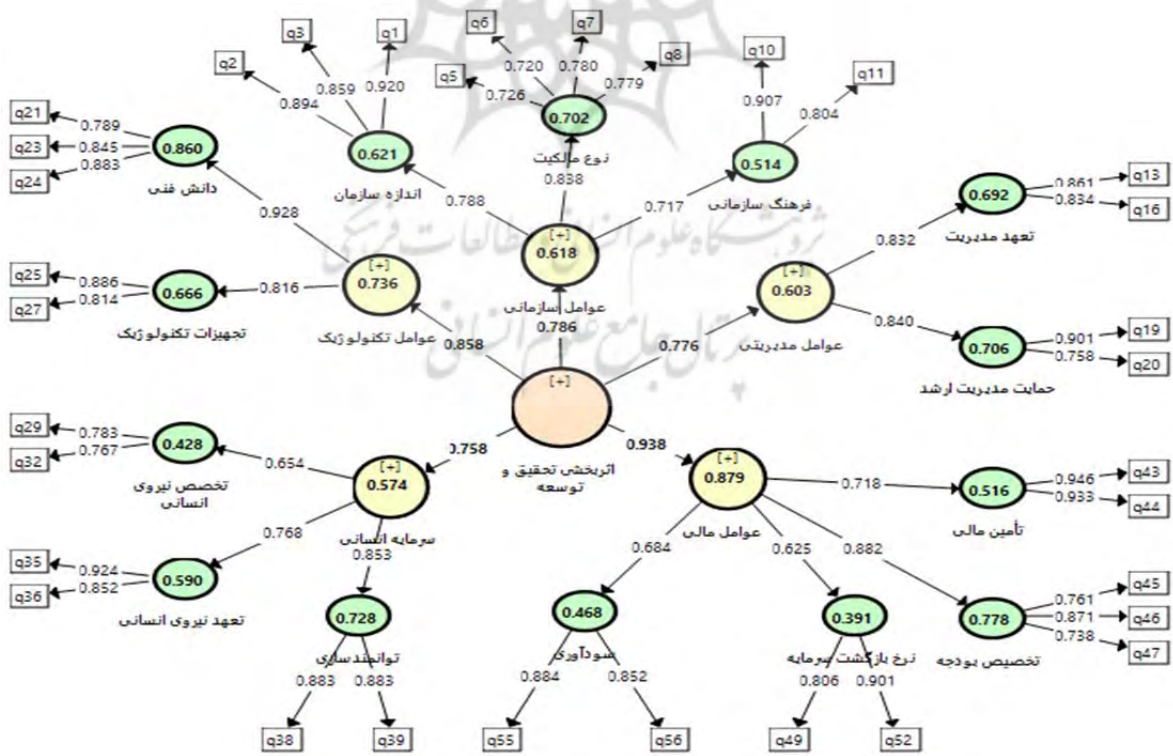 q6
q7
q3
q1
q10
q2
q5
q8
q11
0.720
0.780
0.859
0.920
0.726
0.779
0.894
0.907
0.804
q21
0.789
q23
0.845
0.860
q24
0.883
دانش فنی
0.621
اندازه سازمان
0.702
نوع مالکیت
0.514
فرهنگ سازمانی
0.861
q13
0.692
0.834
q16
تعهد مدیریت
0.928
0.788
0.838
0.717
0.832
پژوهشگاه علوم انسانی و مطالعات فرهنگی
پرتال جامع علوم انسانی
q25
0.886
0.666
q27
0.814
تجهیزات تکنولوژیک
0.816
[+]
0.736
عوامل تکنولوژیک
[+]
0.618
عوامل سازمانی
[+]
0.603
عوامل مدیریتی
0.840
0.901
q19
0.706
0.758
q20
حمایت مدیریت ارشد
0.858
0.786
0.776
[+]
اثربخشی تحقیق و
توسعه
0.758
0.938
q29
0.783
0.428
q32
0.767
تخصص نیروی
انسانی
0.654
[+]
0.574
سرمایه انسانی
[+]
0.879
عوامل مالی
0.718
0.946
q43
0.516
0.933
q44
تأمین مالی
0.768
0.853
0.684
0.625
0.882
q35
0.924
0.590
q36
0.852
تعهد نیروی انسانی
0.728
توانمندسازی
0.468
سودآوری
0.391
نرخ بازگشت سرمایه
0.761
q45
0.778
0.871
q46
0.738
q47
تخصیص بودجه
0.883
0.883
0.884
0.852
0.806
0.901
q38
q39
q55
q56
q49
q52